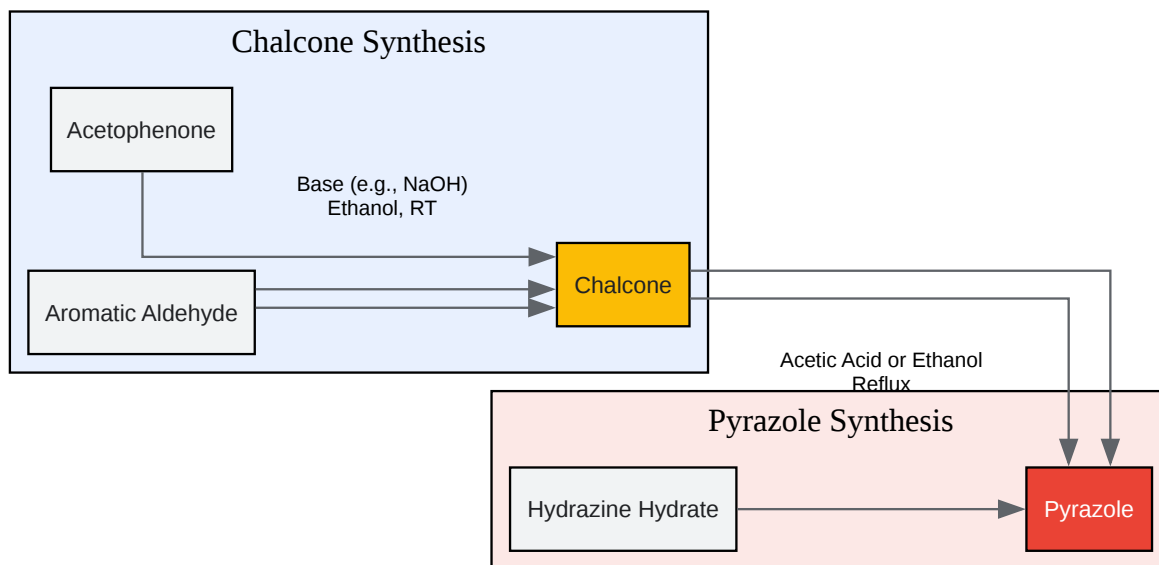 Chalcone Synthesis
Acetophenone
Base (e.g., NaOH)
Ethanol, RT
Chalcone
Aromatic Aldehyde
Acetic Acid or Ethanol
Reflux
Pyrazole Synthesis
Hydrazine Hydrate
Pyrazole